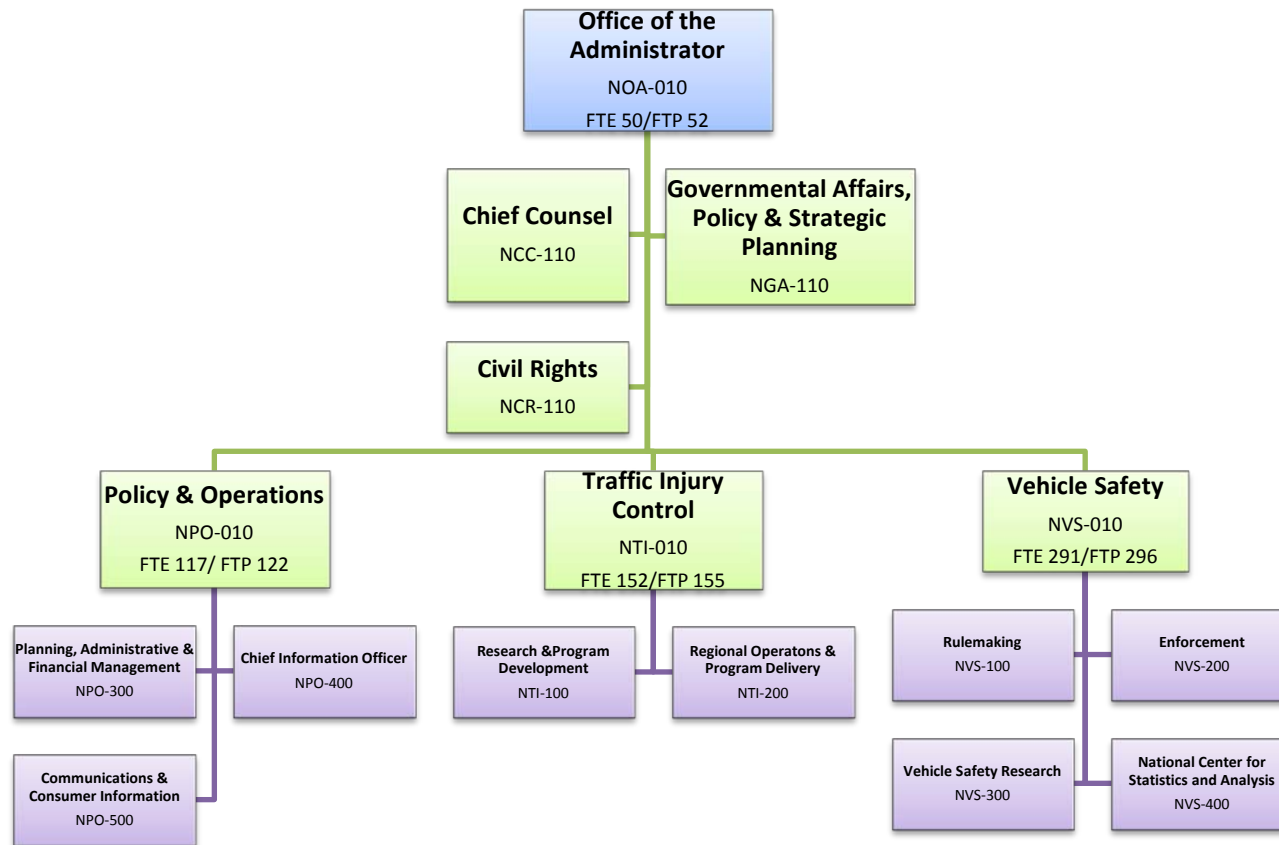 Office of the
Administrator
NOA-010
FTE 50/FTP 52
Chief Counsel
NCC-110
Governmental Affairs,
Policy & Strategic
Planning
NGA-110
Civil Rights
NCR-110
Policy & Operations
NPO-010
FTE 117/ FTP 122
Traffic Injury
Control
NTI-010
FTE 152/FTP 155
Vehicle Safety
NVS-010
FTE 291/FTP 296
Planning, Administrative &
Financial Management
NPO-300
Chief Information Officer
NPO-400
Communications &
Consumer Information
NPO-500
Research &Program
Development
NTI-100
Regional Operatons &
Program Delivery
NTI-200
Rulemaking
NVS-100
Enforcement
NVS-200
Vehicle Safety Research
NVS-300
National Center for
Statistics and Analysis
NVS-400